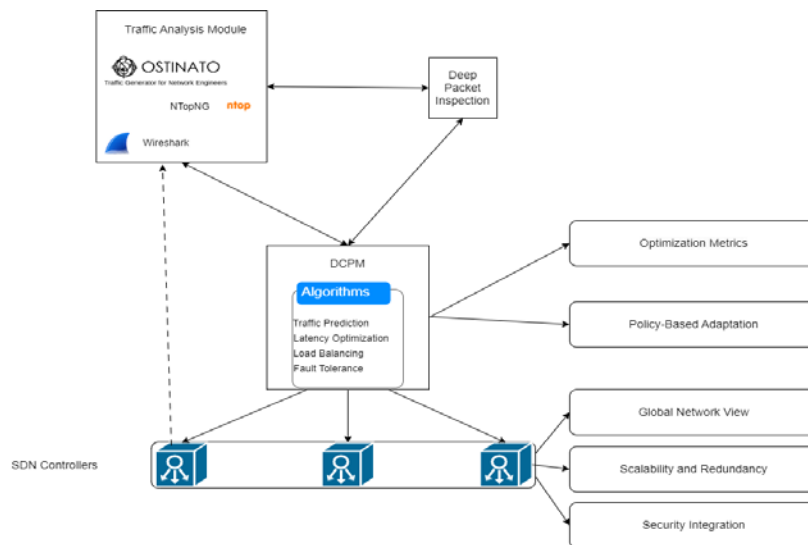 Traffic Analysis Module
OSTINATO
Traffic Generator for Network Engineers
NTopNG
ntop
Wireshark
Deep
Packet
Inspection
DCPM
Algorithms
Traffic Prediction
Latency Optimization
Load Balancing
Fault Tolerance
Optimization Metrics
Policy-Based Adaptation
Global Network View
SDN Controllers
Scalability and Redundancy
Security Integration